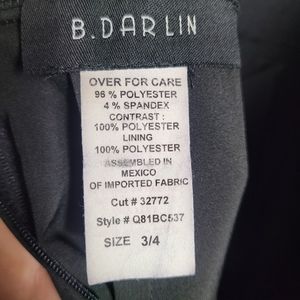 B.DARLIN
OVER FOR CARE
96 % POLYESTER
4 % SPANDEX
CONTRAST :
100% POLYESTER
LINING
100% POLYESTER
ASSEMBLED IN
MEXICO
OF IMPORTED FABRIC
Cut # 32772
Style # Q81BC537
SIZE 3/4